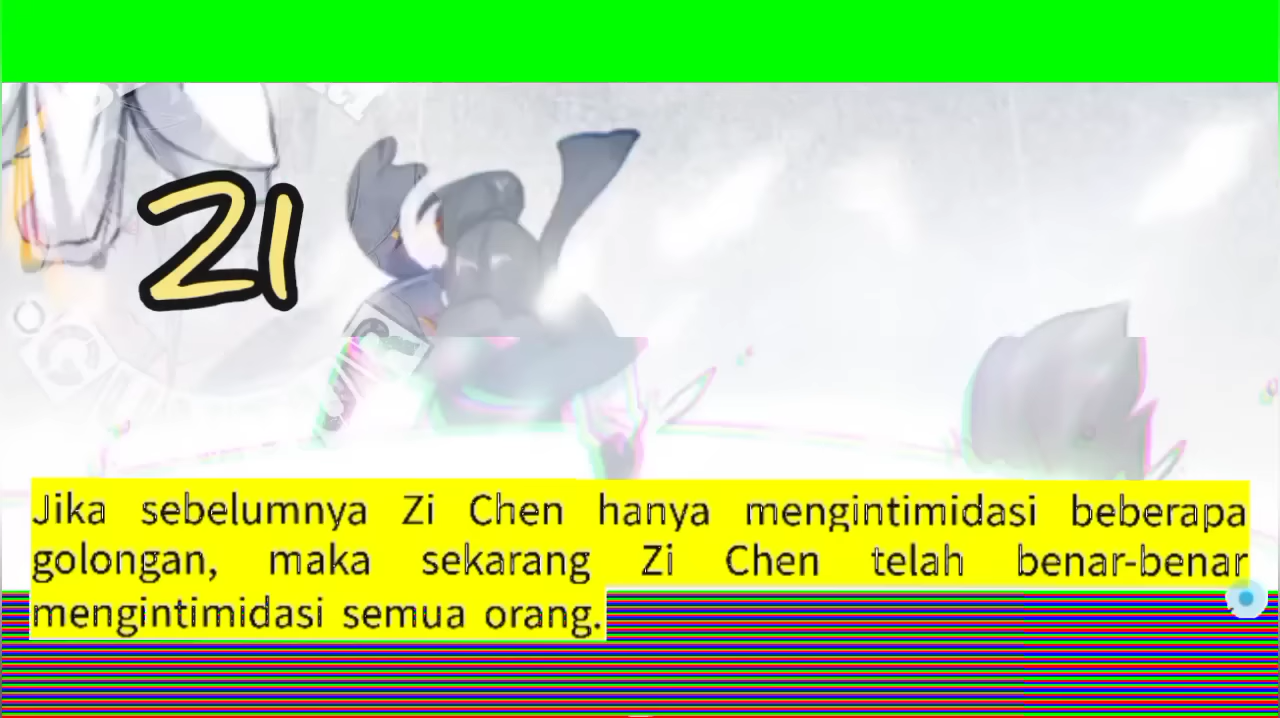 ZI
Jika sebelumnya Zi Chen hanya mengintimidasi beberapa
golongan, maka sekarang Zi Chen telah benar-benar
mengintimidasi semua orang.